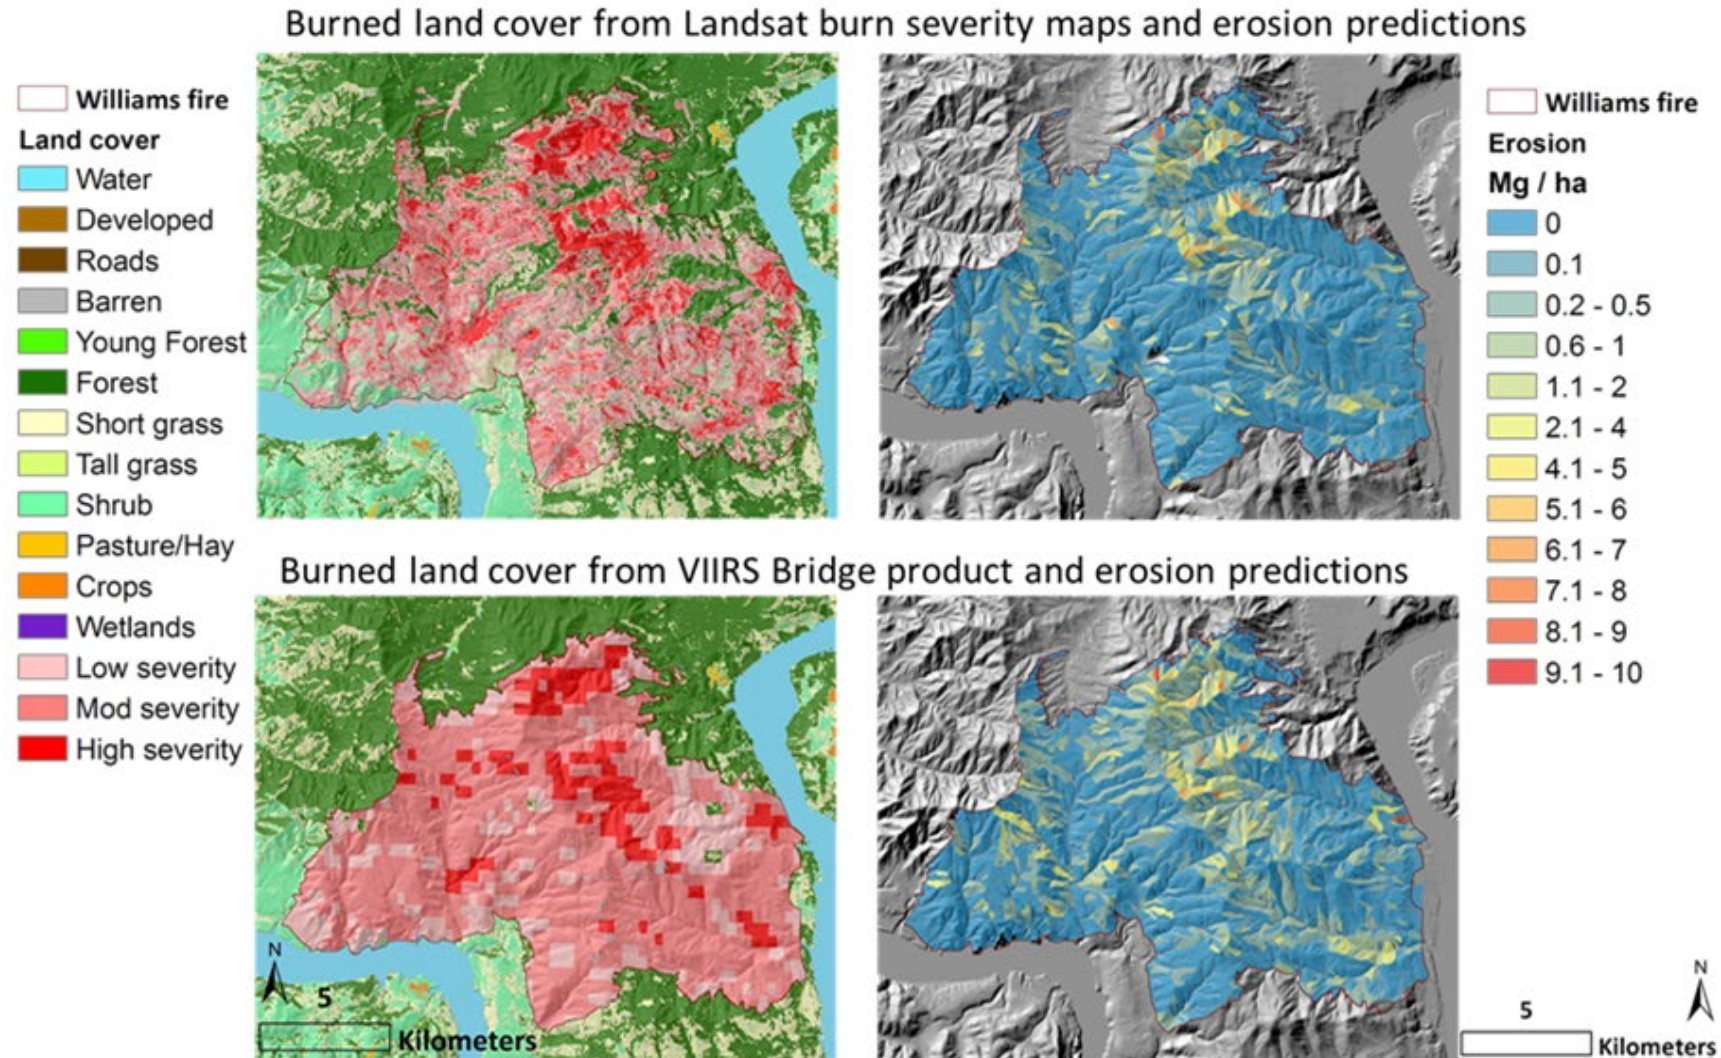 Burned land cover from Landsat burn severity maps and erosion predictions
Williams fire
Land cover
Water
Developed
Roads
Barren
Young Forest
Forest
Short grass
Tall grass
Shrub
Pasture/Hay
Crops
Wetlands
Low severity
Mod severity
High severity
Williams fire
Erosion
Mg / ha
0
0.1
0.2 - 0.5
0.6 - 1
1.1 - 2
2.1 - 4
4.1 - 5
5.1 - 6
6.1 - 7
7.1 - 8
8.1 - 9
9.1 - 10
Burned land cover from VIIRS Bridge product and erosion predictions
N
5
Kilometers
N
5
Kilometers